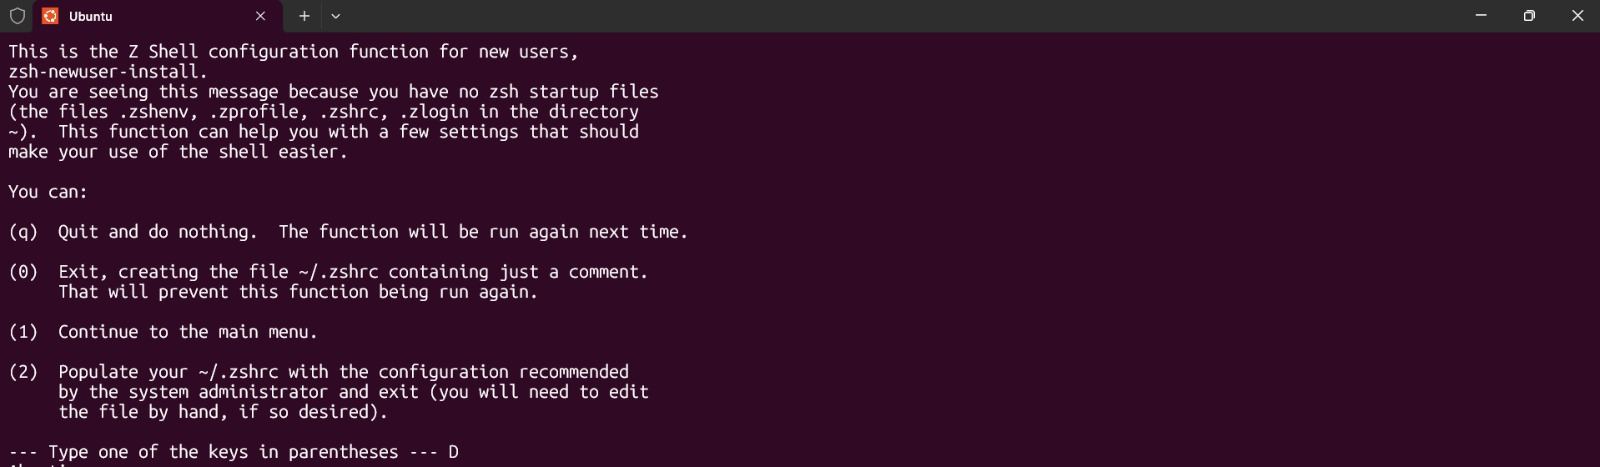 Ubuntu
This is the Z Shell configuration function for new users,
zsh-newuser-install.
You are seeing this message because you have no zsh startup files
(the files .zshenv, .zprofile, .zshrc, .zlogin in the directory
~).  This function can help you with a few settings that should
make your use of the shell easier.

You can:

(q)  Quit and do nothing.  The function will be run again next time.

(0)  Exit, creating the file ~/.zshrc containing just a comment.
     That will prevent this function being run again.

(1)  Continue to the main menu.

(2)  Populate your ~/.zshrc with the configuration recommended
     by the system administrator and exit (you will need to edit
     the file by hand, if so desired).

--- Type one of the keys in parentheses --- D